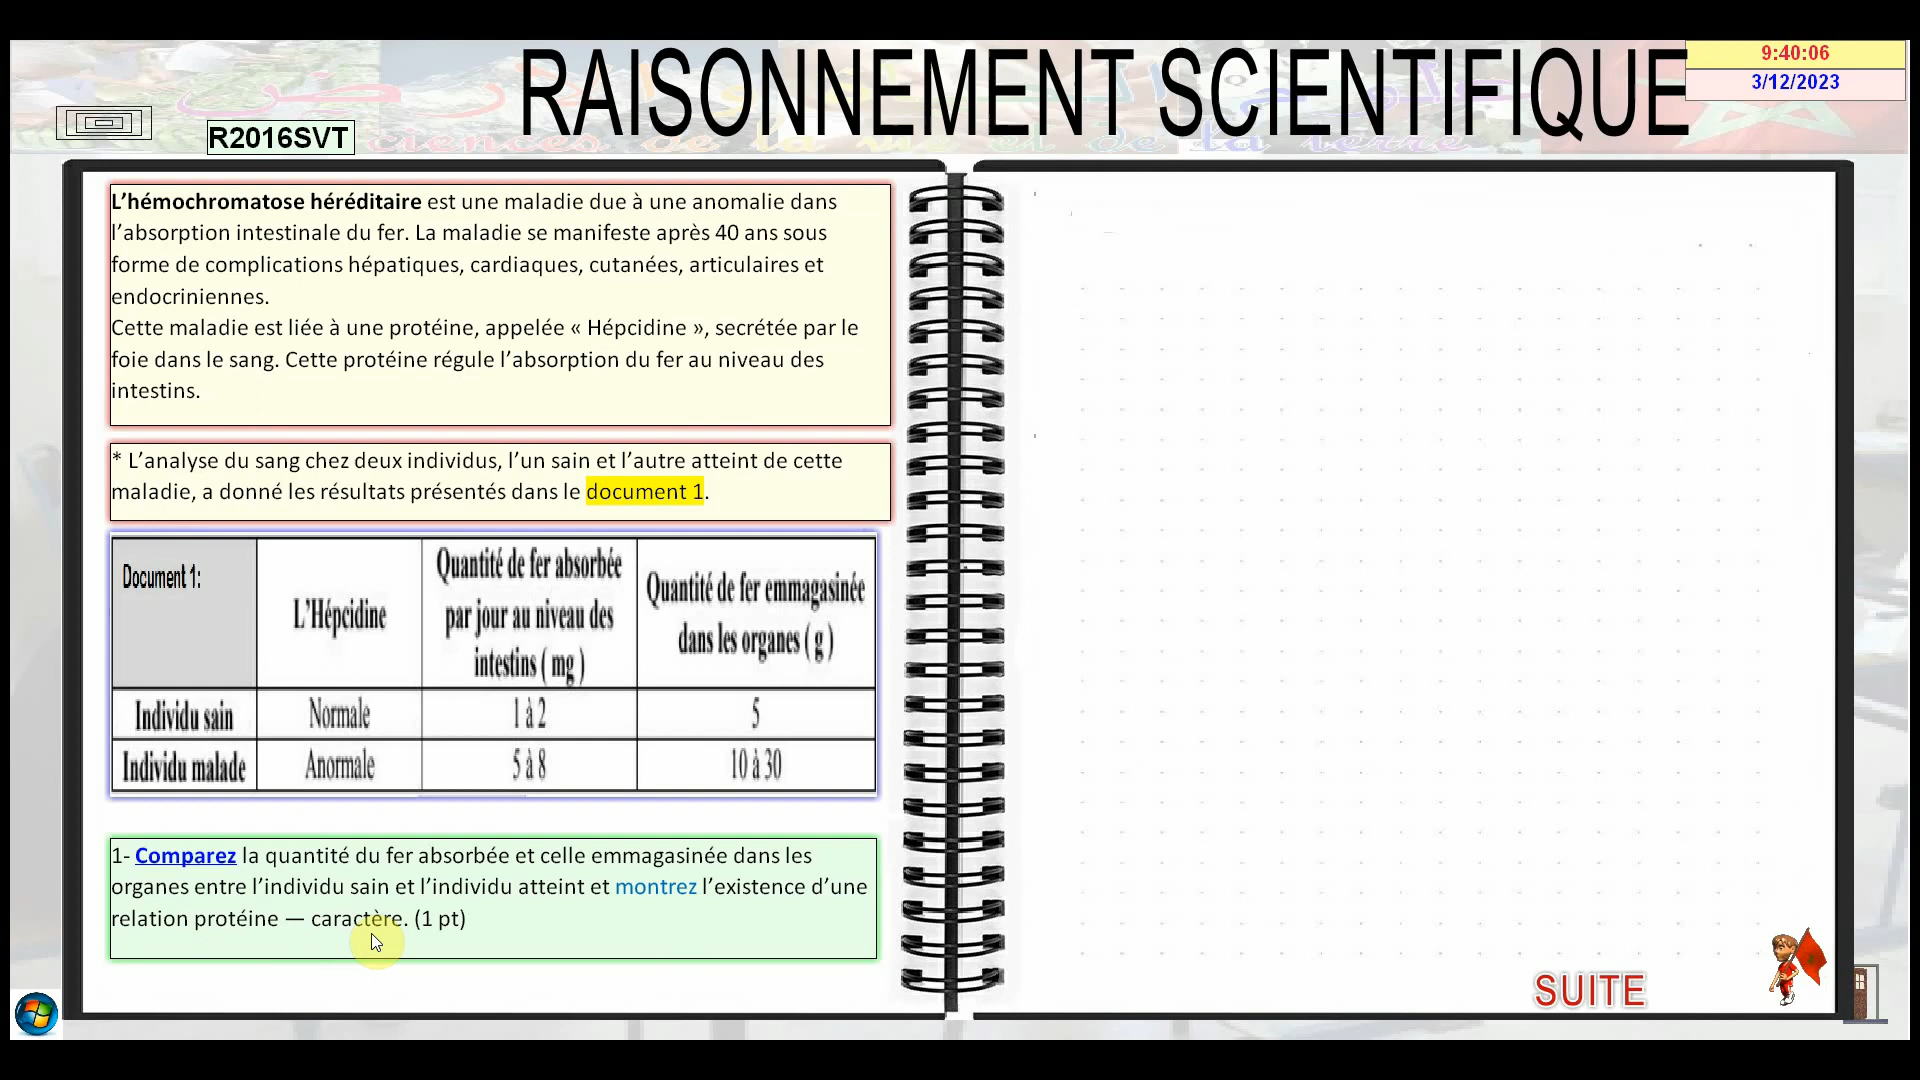 RAISONNEMENT SCIENTIFIQUE
9:40:06
3/12/2023
R2016SVT
L’hémochromatose héréditaire est une maladie due à une anomalie dans
l’absorption intestinale du fer. La maladie se manifeste après 40 ans sous
forme de complications hépatiques, cardiaques, cutanées, articulaires et
endocriniennes.
Cette maladie est liée à une protéine, appelée « Hépcidine », secrétée par le
foie dans le sang. Cette protéine régule l’absorption du fer au niveau des
intestins.
* L’analyse du sang chez deux individus, l’un sain et l’autre atteint de cette
maladie, a donné les résultats présentés dans le document 1.
Document 1:
L’Hépcidine
Quantité de fer absorbée
par jour au niveau des
intestins ( mg )
Quantité de fer emmagasinée
dans les organes ( g )
Individu sain Normale 1 à 2 5
Individu malade Anormale 5 à 8 10 à 30
1- Comparez la quantité du fer absorbée et celle emmagasinée dans les
organes entre l’individu sain et l’individu atteint et montrez l’existence d’une
relation protéine — caractère. (1 pt)
SUITE